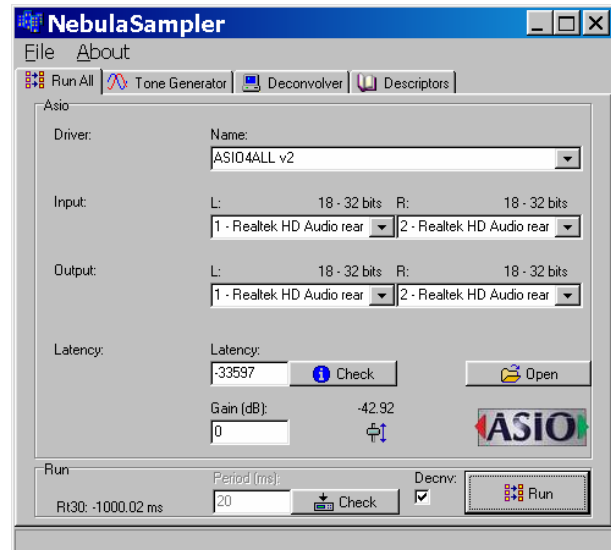 NebulaSampler
File About
Run All Tone Generator Deconvolver Descriptors
Asio
Driver: Name:
ASIO4ALL v2
Input: L: 18 - 32 bits R: 18 - 32 bits
1 - Realtek HD Audio rear 2 - Realtek HD Audio rear
Output: L: 18 - 32 bits R: 18 - 32 bits
1 - Realtek HD Audio rear 2 - Realtek HD Audio rear
Latency: Latency:
-33597 Check Open
Gain (dB): -42.92
0 ASIO
Run Period (ms): Decnv:
Rt30: -1000.02 ms 20 Check Run